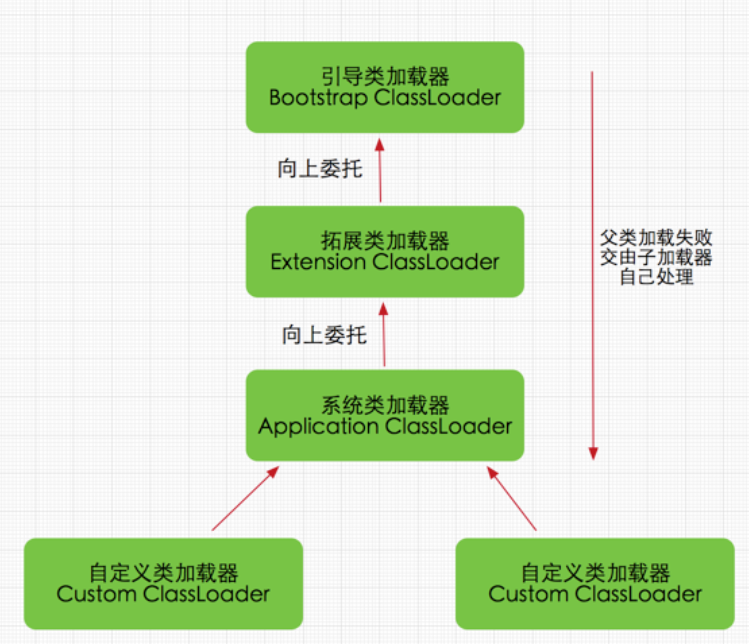 引导类加载器
Bootstrap ClassLoader
向上委托
拓展类加载器
Extension ClassLoader
父类加载失败
交由子加载器
自己处理
向上委托
系统类加载器
Application ClassLoader
自定义类加载器
Custom ClassLoader
自定义类加载器
Custom ClassLoader